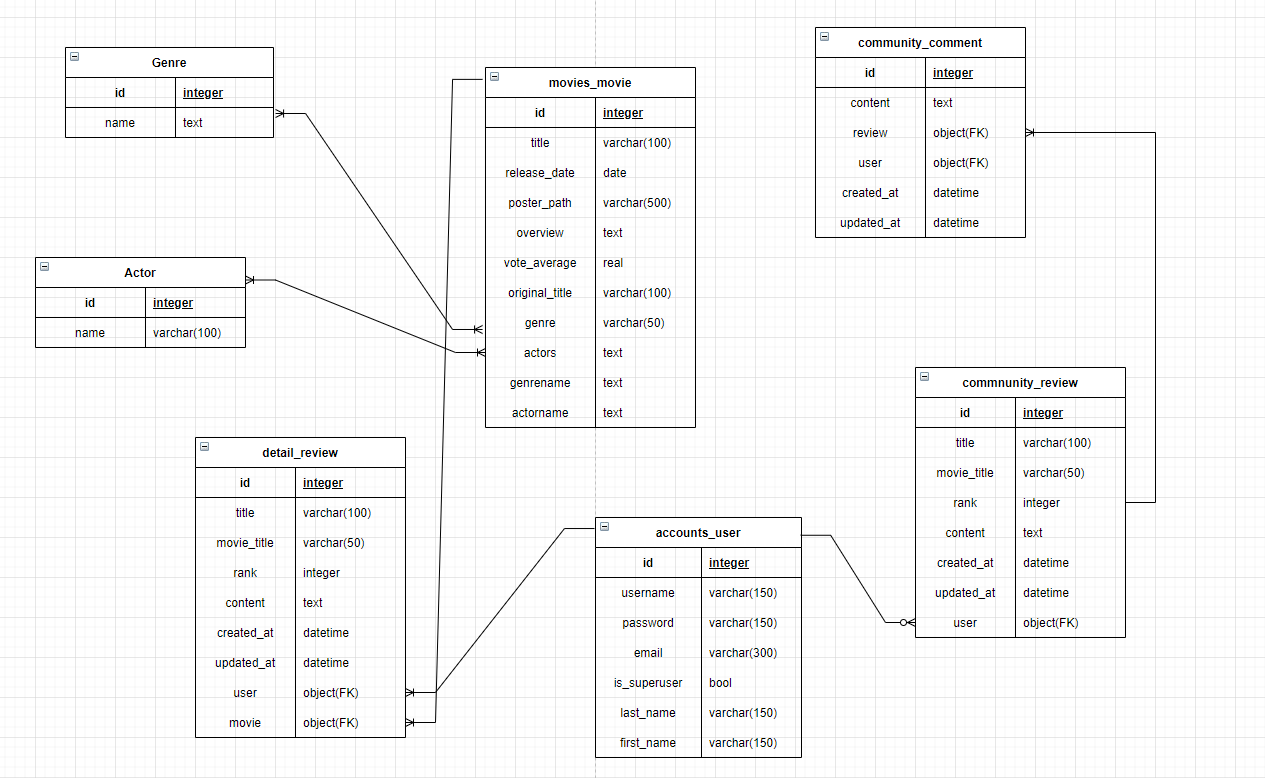 Genre
id integer
name text
Actor
id integer
name varchar(100)
movies_movie
id integer
title varchar(100)
release_date date
poster_path varchar(500)
overview text
vote_average real
original_title varchar(100)
genre varchar(50)
actors text
genrename text
actorname text
community_comment
id integer
content text
review object(FK)
user object(FK)
created_at datetime
updated_at datetime
detail_review
id integer
title varchar(100)
movie_title varchar(50)
rank integer
content text
created_at datetime
updated_at datetime
user object(FK)
movie object(FK)
accounts_user
id integer
username varchar(150)
password varchar(150)
email varchar(300)
is_superuser bool
last_name varchar(150)
first_name varchar(150)
commnunity_review
id integer
title varchar(100)
movie_title varchar(50)
rank integer
content text
created_at datetime
updated_at datetime
user object(FK)